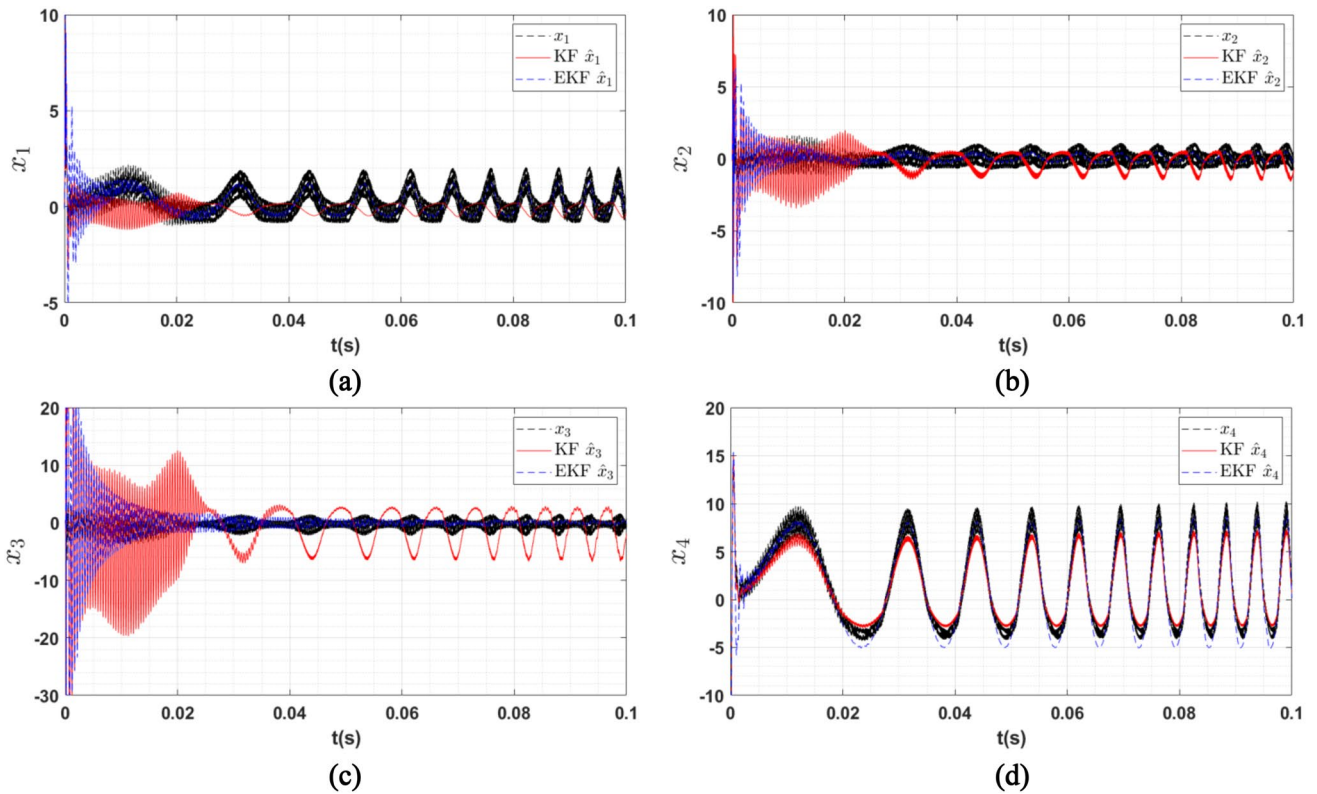 10
x₁
KF x̂₁
EKF x̂₁
5
x₁
0
-5
0 0.02 0.04 0.06 0.08 0.1
t(s)
(a)
10
x₂
KF x̂₂
EKF x̂₂
5
x₂
0
-5
-10
0 0.02 0.04 0.06 0.08 0.1
t(s)
(b)
20
x₃
KF x̂₃
EKF x̂₃
10
0
x₃
-10
-20
-30
0 0.02 0.04 0.06 0.08 0.1
t(s)
(c)
20
x₄
KF x̂₄
EKF x̂₄
15
10
x₄
5
0
-5
-10
0 0.02 0.04 0.06 0.08 0.1
t(s)
(d)